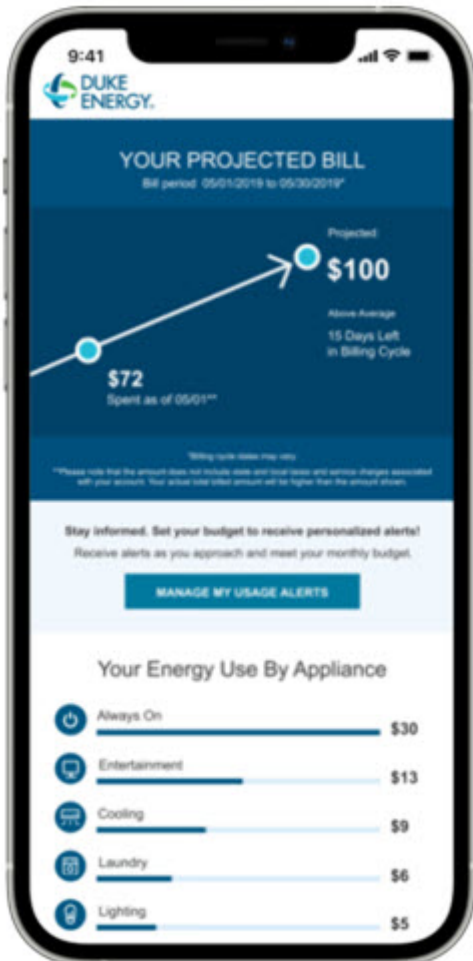 9:41
DUKE
ENERGY.
YOUR PROJECTED BILL
Bill period 05/01/2019 to 05/30/2019*
Projected:
$100
Above Average
15 Days Left
in Billing Cycle
$72
Spent as of 05/01**
*Billing cycle dates may vary.
**Please note that the amount does not include state and local taxes and service charges associated
with your account. Your actual total billed amount will be higher than the amount shown.
Stay informed. Set your budget to receive personalized alerts!
Receive alerts as you approach and meet your monthly budget.
MANAGE MY USAGE ALERTS
Your Energy Use By Appliance
Always On
$30
Entertainment
$13
Cooling
$9
Laundry
$6
Lighting
$5